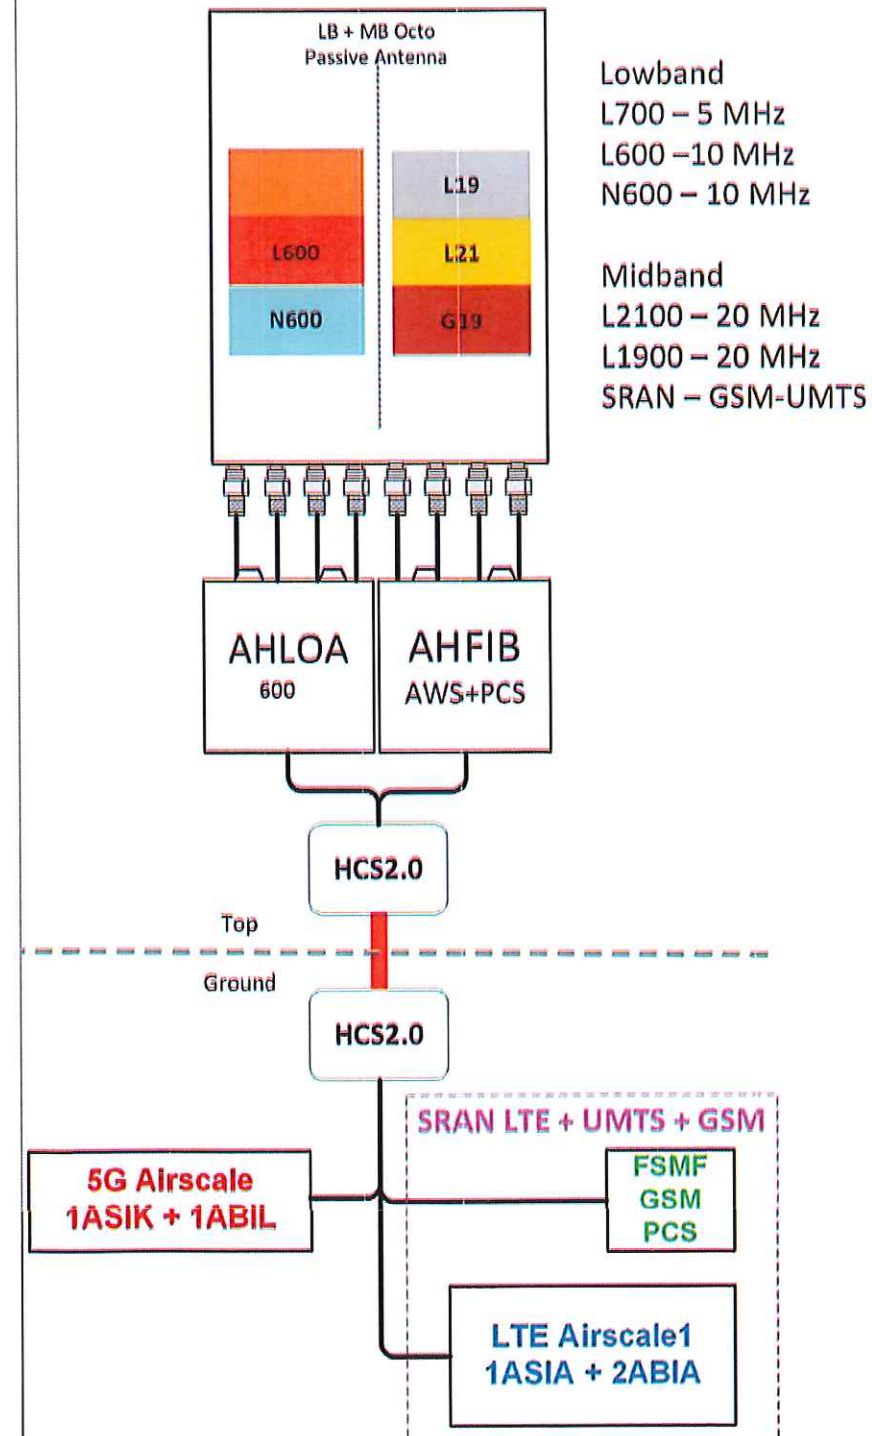 LB + MB Octo
Passive Antenna
L600
N600
L19
L21
G19
Lowband
L700 – 5 MHz
L600 –10 MHz
N600 – 10 MHz
Midband
L2100 – 20 MHz
L1900 – 20 MHz
SRAN – GSM-UMTS
AHLOA
600
AHFIB
AWS+PCS
HCS2.0
Top
Ground
HCS2.0
SRAN LTE + UMTS + GSM
5G Airscale
1ASIK + 1ABIL
FSMF
GSM
PCS
LTE Airscale1
1ASIA + 2ABIA